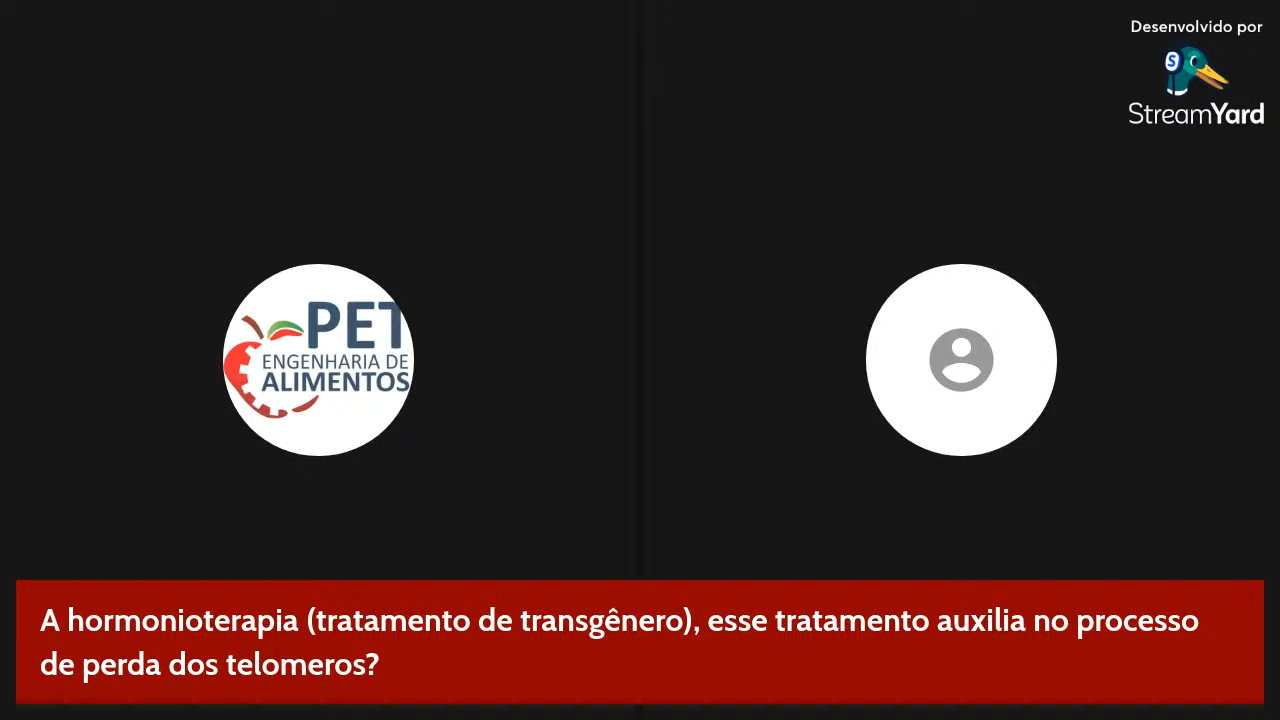 Desenvolvido por
S
StreamYard
PET
ENGENHARIA DE
ALIMENTOS
A hormonioterapia (tratamento de transgênero), esse tratamento auxilia no processo
de perda dos telomeros?